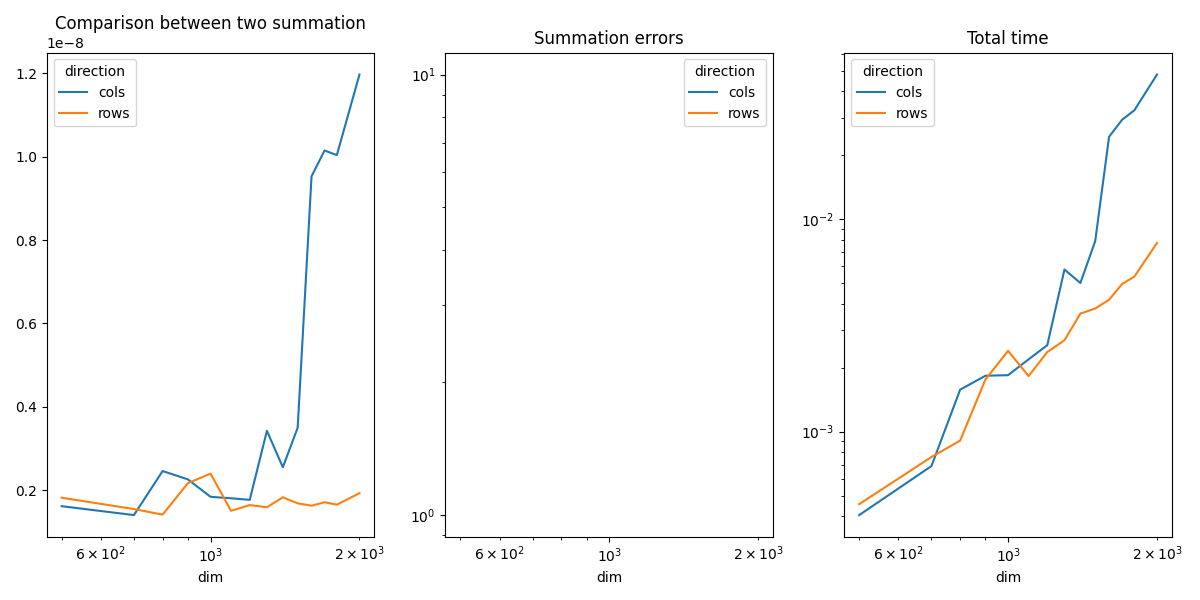 Comparison between two summation
1e−8
direction
cols
rows
1.2
1.0
0.8
0.6
0.4
0.2
6 × 10²
10³
2 × 10³
dim
Summation errors
direction
cols
rows
10¹
10⁰
6 × 10²
10³
2 × 10³
dim
Total time
direction
cols
rows
10⁻²
10⁻³
6 × 10²
10³
2 × 10³
dim